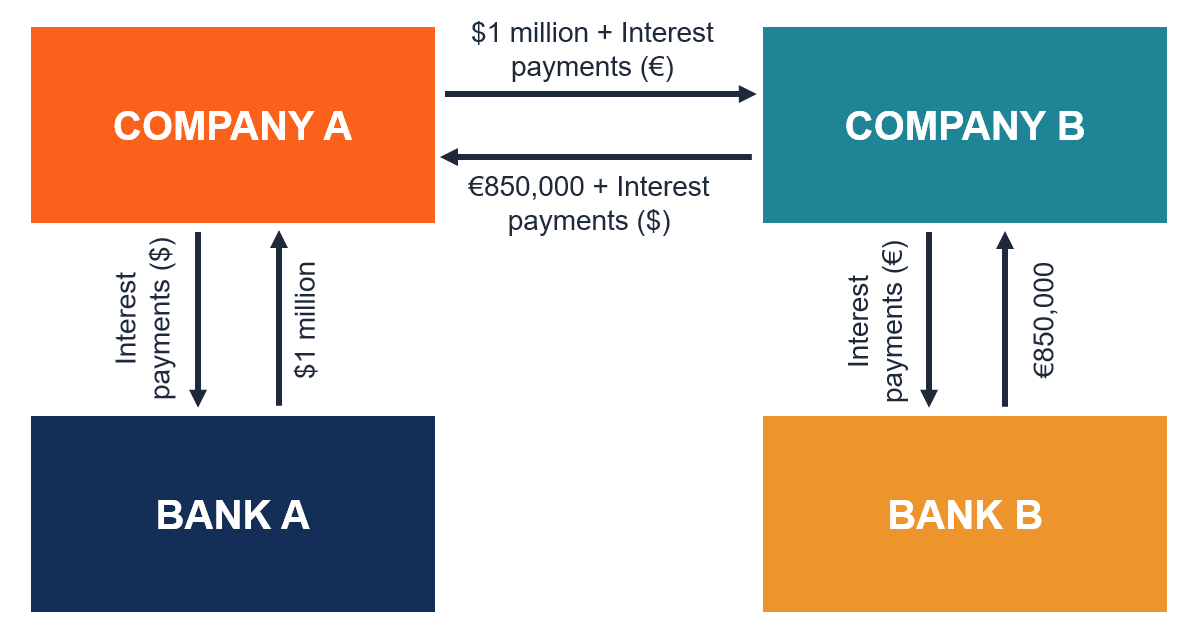 $1 million + Interest
payments (€)
COMPANY A
COMPANY B
€850,000 + Interest
payments ($)
Interest
payments ($)
$1 million
Interest
payments (€)
€850,000
BANK A
BANK B